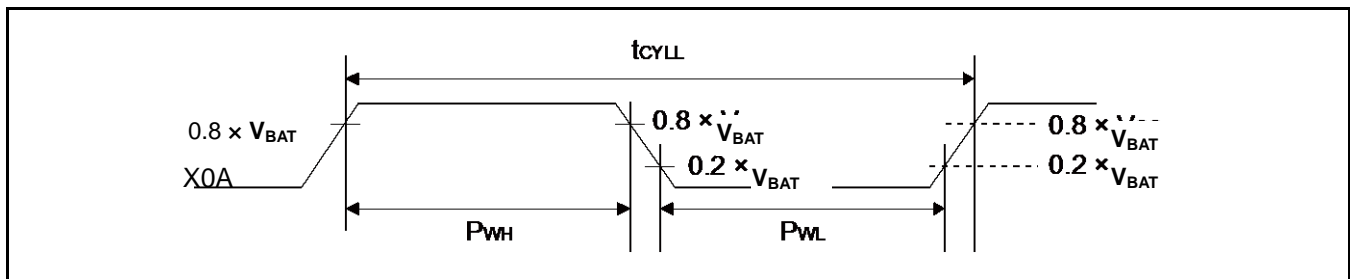 tCYLL
0.8 × VBAT
0.8 × VBAT
0.8 × VBAT
X0A
0.2 × VBAT
0.2 × VBAT
PWH
PWL